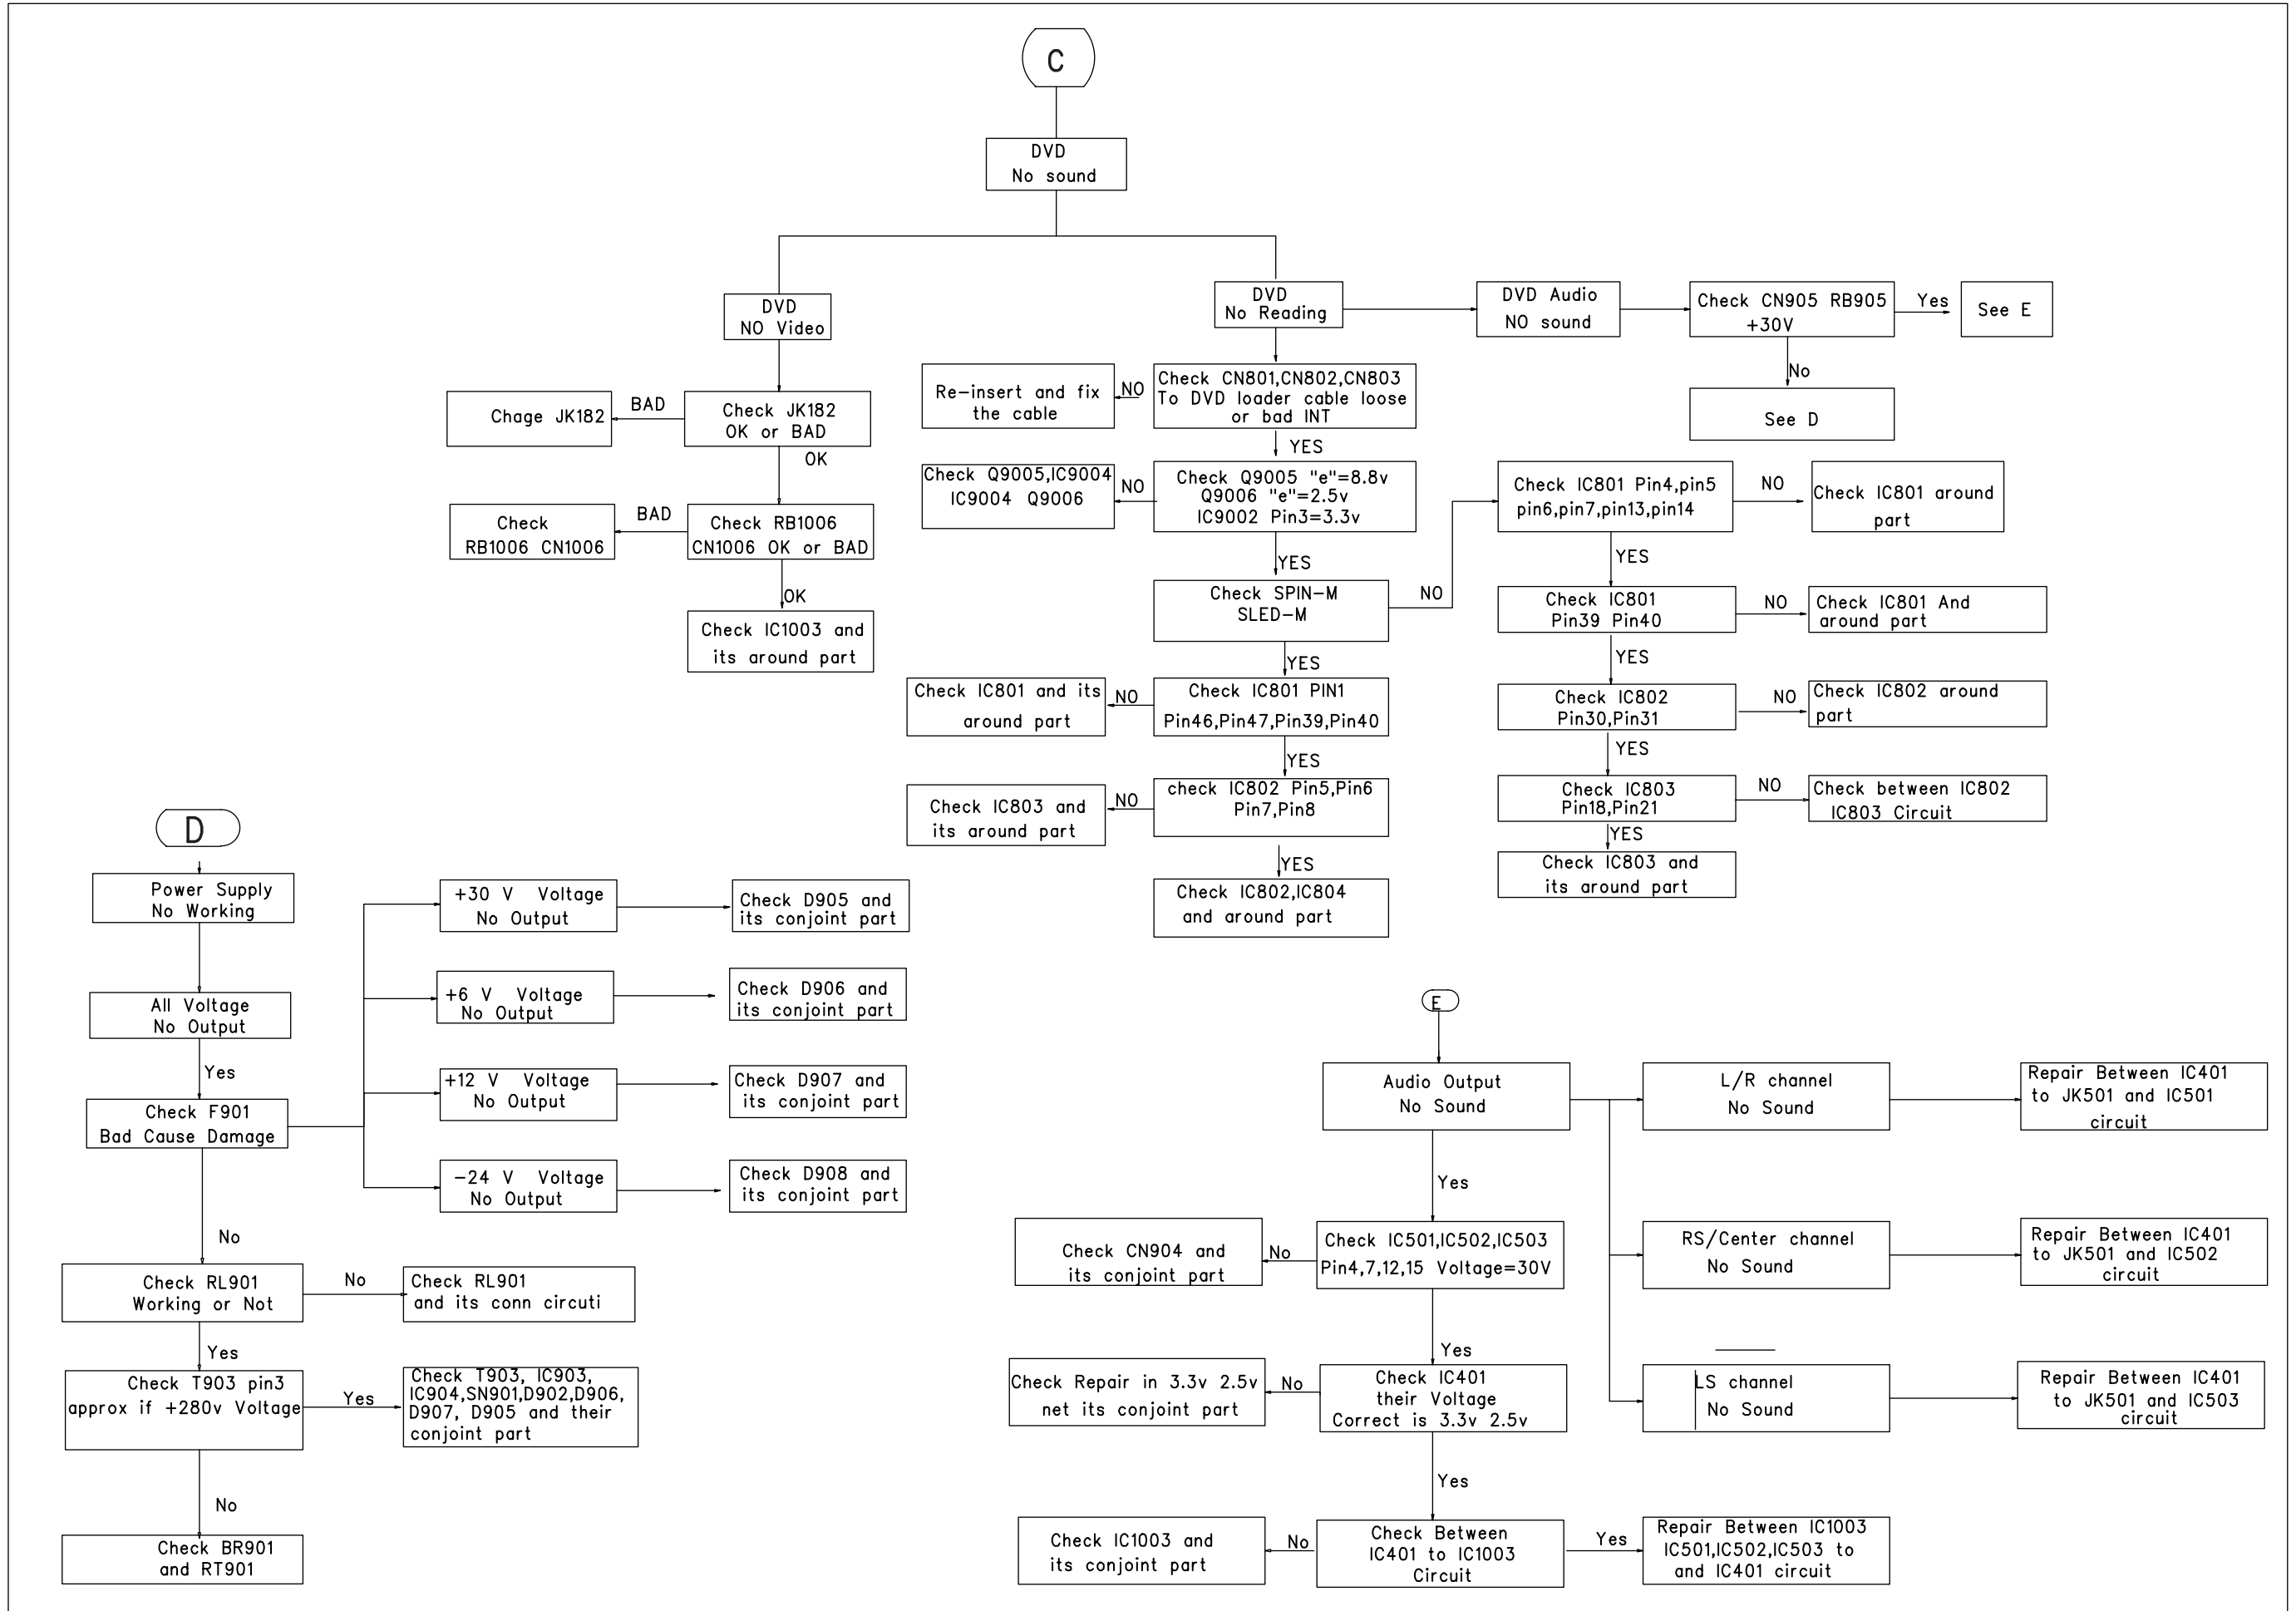 C
DVD
No sound
DVD
NO Video
Check JK182
OK or BAD
BAD
Chage JK182
OK
Check RB1006
CN1006 OK or BAD
BAD
Check
RB1006 CN1006
OK
Check IC1003 and
its around part
DVD
No Reading
DVD Audio
NO sound
Check CN905 RB905
+30V
Yes
See E
No
See D
Check CN801,CN802,CN803
To DVD loader cable loose
or bad INT
NO
Re-insert and fix
the cable
YES
Check Q9005 "e"=8.8v
Q9006 "e"=2.5v
IC9002 Pin3=3.3v
NO
Check Q9005,IC9004
IC9004 Q9006
YES
Check SPIN-M
SLED-M
NO
YES
Check IC801 PIN1
Pin46,Pin47,Pin39,Pin40
NO
Check IC801 and its
around part
YES
check IC802 Pin5,Pin6
Pin7,Pin8
NO
Check IC803 and
its around part
YES
Check IC802,IC804
and around part
Check IC801 Pin4,pin5
pin6,pin7,pin13,pin14
NO
Check IC801 around
part
YES
Check IC801
Pin39 Pin40
NO
Check IC801 And
around part
YES
Check IC802
Pin30,Pin31
NO
Check IC802 around
part
YES
Check IC803
Pin18,Pin21
NO
Check between IC802
IC803 Circuit
YES
Check IC803 and
its around part
D
Power Supply
No Working
All Voltage
No Output
Yes
Check F901
Bad Cause Damage
+30 V Voltage
No Output
Check D905 and
its conjoint part
+6 V Voltage
No Output
Check D906 and
its conjoint part
+12 V Voltage
No Output
Check D907 and
its conjoint part
-24 V Voltage
No Output
Check D908 and
its conjoint part
No
Check RL901
Working or Not
No
Check RL901
and its conn circuti
Yes
Check T903 pin3
approx if +280v Voltage
Yes
Check T903, IC903,
IC904,SN901,D902,D906,
D907, D905 and their
conjoint part
No
Check BR901
and RT901
E
Audio Output
No Sound
L/R channel
No Sound
Repair Between IC401
to JK501 and IC501
circuit
RS/Center channel
No Sound
Repair Between IC401
to JK501 and IC502
circuit
LS channel
No Sound
Repair Between IC401
to JK501 and IC503
circuit
Yes
Check IC501,IC502,IC503
Pin4,7,12,15 Voltage=30V
No
Check CN904 and
its conjoint part
Yes
Check IC401
their Voltage
Correct is 3.3v 2.5v
No
Check Repair in 3.3v 2.5v
net its conjoint part
Yes
Check Between
IC401 to IC1003
Circuit
No
Check IC1003 and
its conjoint part
Yes
Repair Between IC1003
IC501,IC502,IC503 to
and IC401 circuit